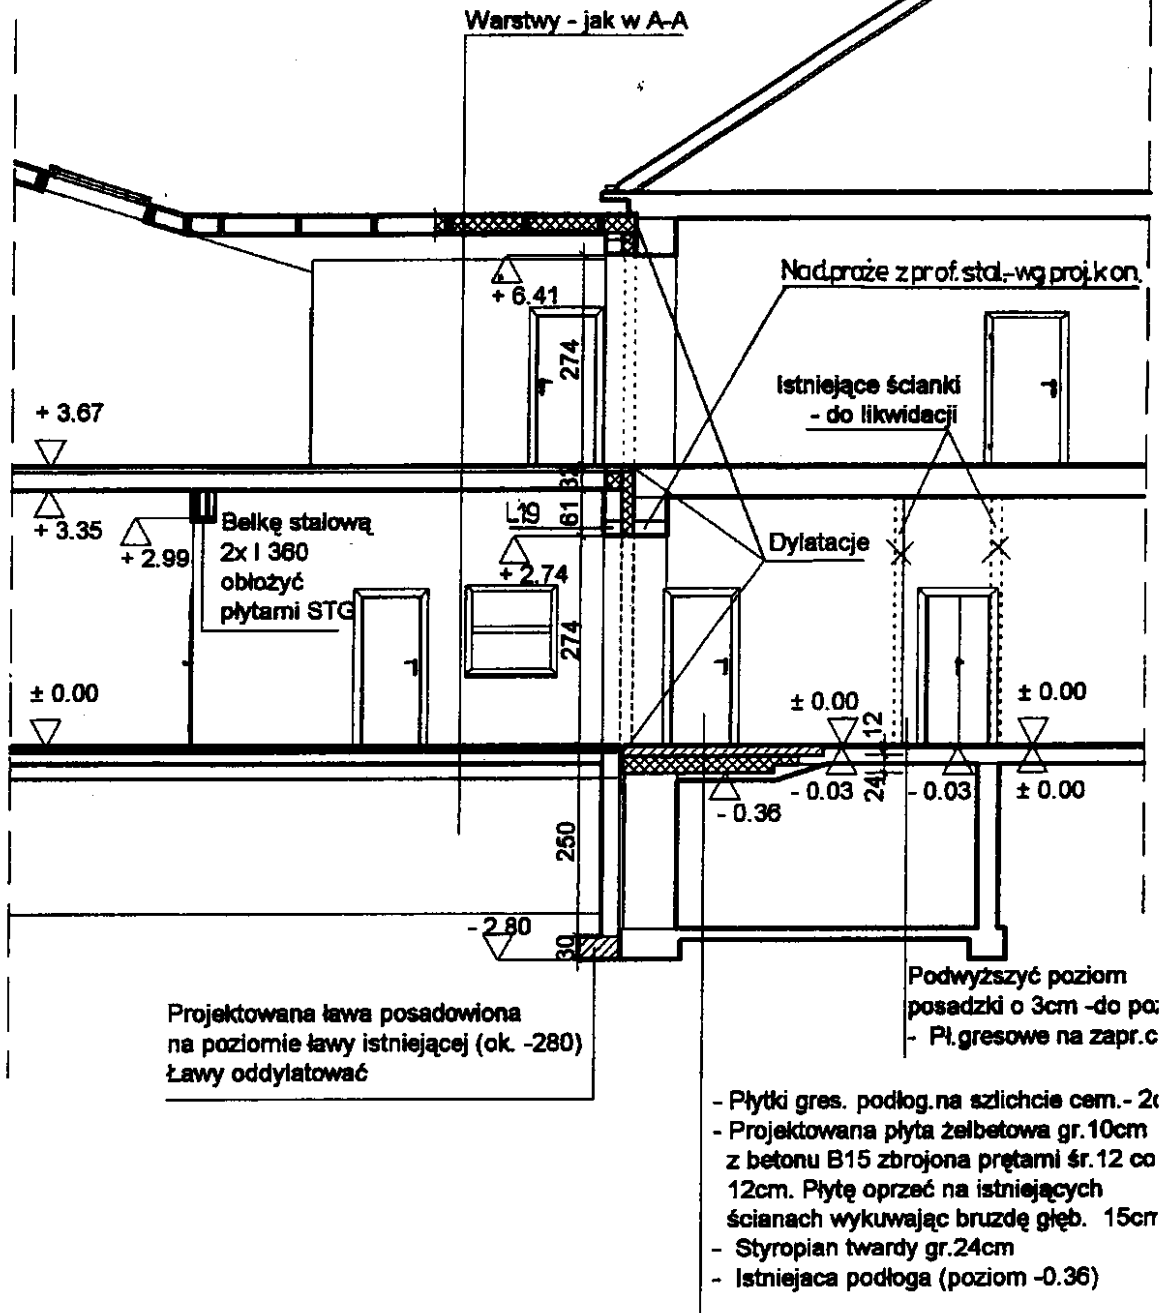 Warstwy - jak w A-A
Nadproże z prof. stal.-wg proj.kon.
+ 6.41
274
Istniejące ścianki
- do likwidacji
+ 3.67
32
+ 3.35
+ 2.99
Belkę stalową
2x I 360
obłożyć
płytami STG
L19
61
+ 2.74
Dylatacje
274
± 0.00
± 0.00
12
± 0.00
- 0.03
24
- 0.03
± 0.00
- 0.36
250
- 2.80
30
Projektowana ława posadowiona
na poziomie ławy istniejącej (ok. -280)
Ławy oddylatować
Podwyższyć poziom
posadzki o 3cm -do
- Pł.gresowe na zapr.
- Płytki gres. podłog.na szlichcie cem.-
- Projektowana płyta żelbetowa gr.10cm
z betonu B15 zbrojona prętami śr.12 co
12cm. Płytę oprzeć na istniejących
ścianach wykuwając bruzdę głęb. 15cm
- Styropian twardy gr.24cm
- Istniejaca podłoga (poziom -0.36)